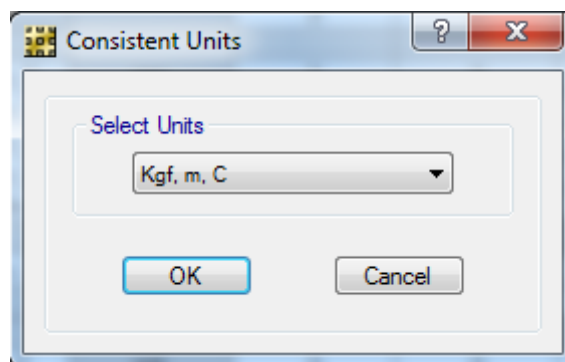 Consistent Units
Select Units
Kgf, m, C
OK Cancel